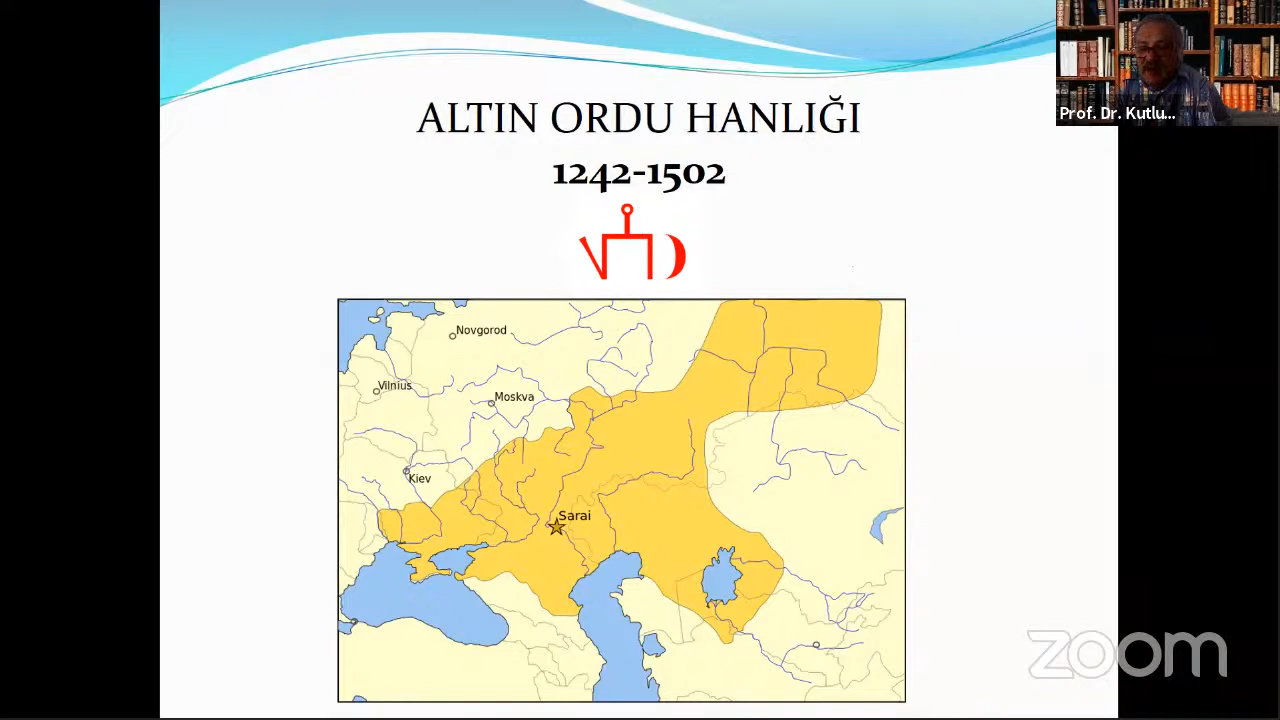 ALTIN ORDU HANLIĞI
1242-1502
Novgorod
Vilnius
Moskva
Kiev
Sarai
Prof. Dr. Kutlu...
zoom